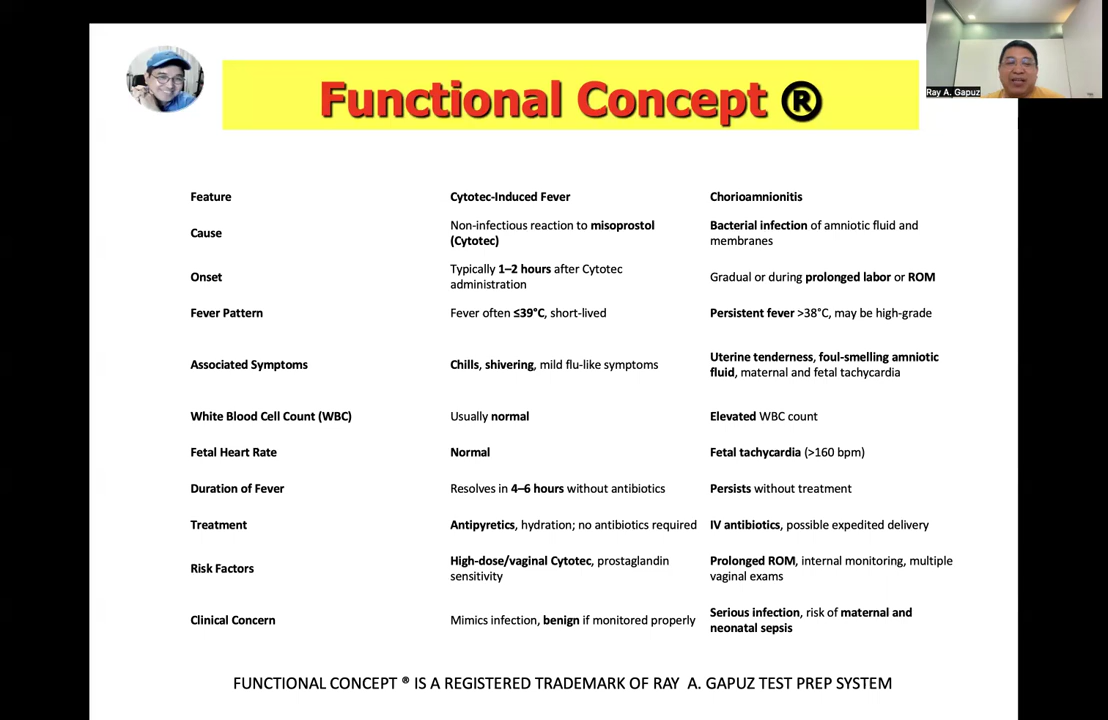 Functional Concept ®
Ray A. Gapuz
Feature Cytotec-Induced Fever Chorioamnionitis
Cause Non-infectious reaction to misoprostol (Cytotec) Bacterial infection of amniotic fluid and membranes
Onset Typically 1–2 hours after Cytotec administration Gradual or during prolonged labor or ROM
Fever Pattern Fever often ≤39°C, short-lived Persistent fever >38°C, may be high-grade
Associated Symptoms Chills, shivering, mild flu-like symptoms Uterine tenderness, foul-smelling amniotic fluid, maternal and fetal tachycardia
White Blood Cell Count (WBC) Usually normal Elevated WBC count
Fetal Heart Rate Normal Fetal tachycardia (>160 bpm)
Duration of Fever Resolves in 4–6 hours without antibiotics Persists without treatment
Treatment Antipyretics, hydration; no antibiotics required IV antibiotics, possible expedited delivery
Risk Factors High-dose/vaginal Cytotec, prostaglandin sensitivity Prolonged ROM, internal monitoring, multiple vaginal exams
Clinical Concern Mimics infection, benign if monitored properly Serious infection, risk of maternal and neonatal sepsis
FUNCTIONAL CONCEPT ® IS A REGISTERED TRADEMARK OF RAY A. GAPUZ TEST PREP SYSTEM